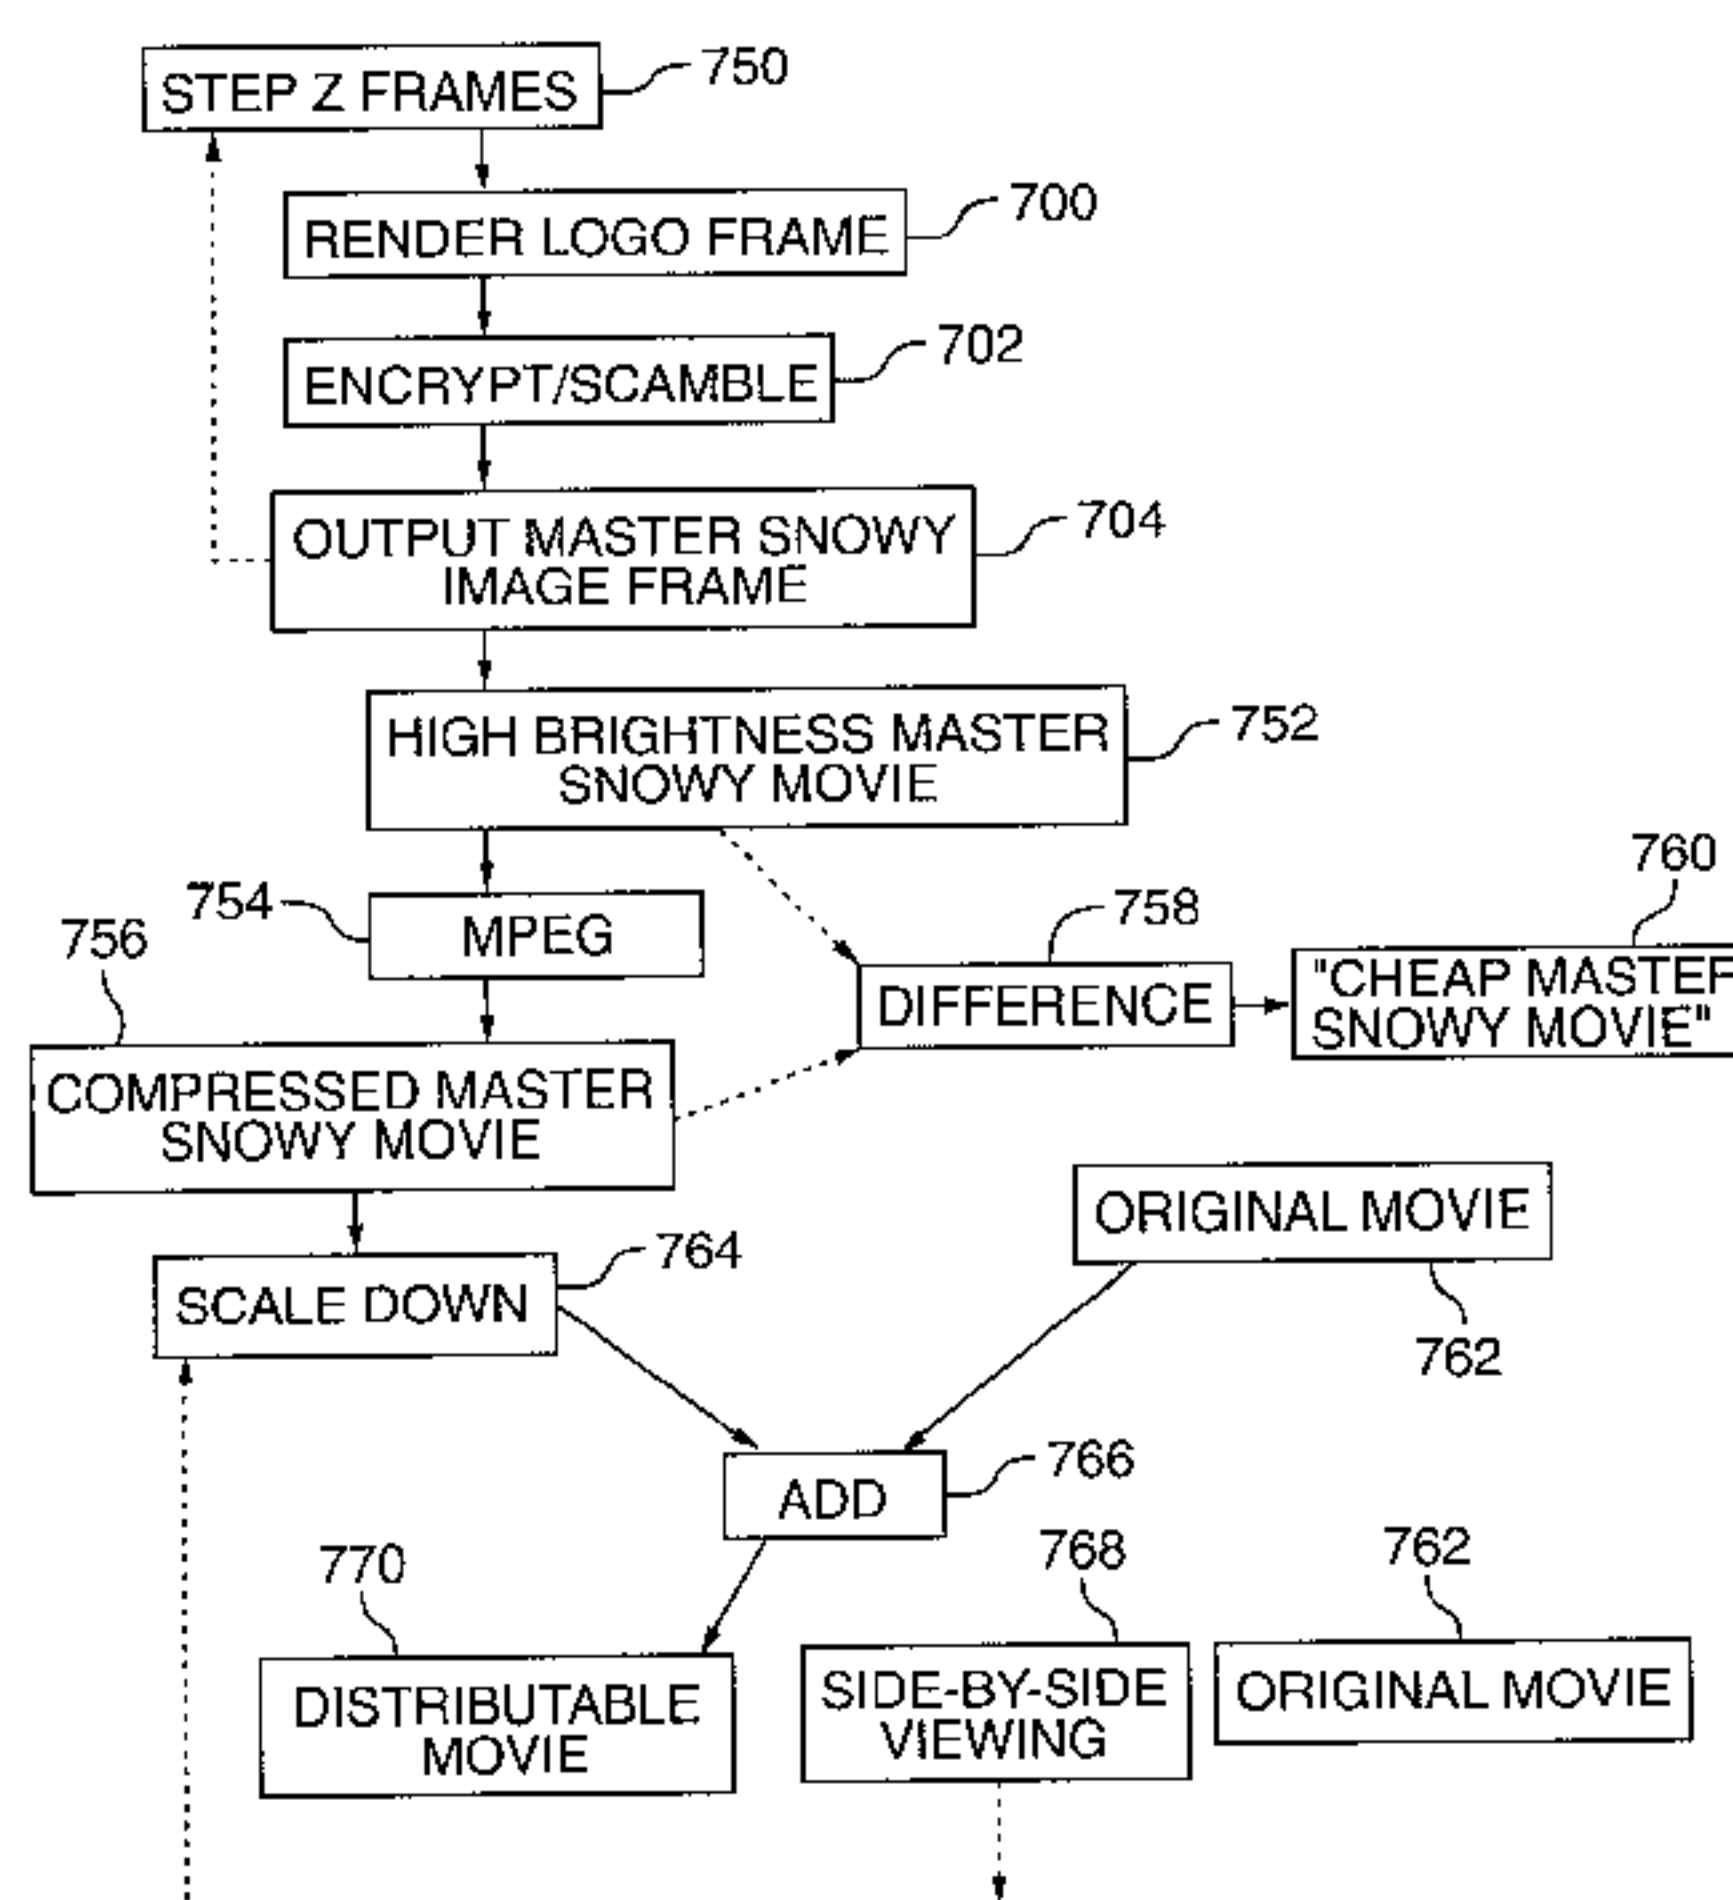 STEP Z FRAMES
750
RENDER LOGO FRAME
700
ENCRYPT/SCAMBLE
702
OUTPUT MASTER SNOWY
IMAGE FRAME
704
HIGH BRIGHTNESS MASTER
SNOWY MOVIE
752
754
MPEG
756
COMPRESSED MASTER
SNOWY MOVIE
758
DIFFERENCE
760
"CHEAP MASTER
SNOWY MOVIE"
ORIGINAL MOVIE
762
SCALE DOWN
764
ADD
766
770
DISTRIBUTABLE
MOVIE
768
SIDE-BY-SIDE
VIEWING
762
ORIGINAL MOVIE